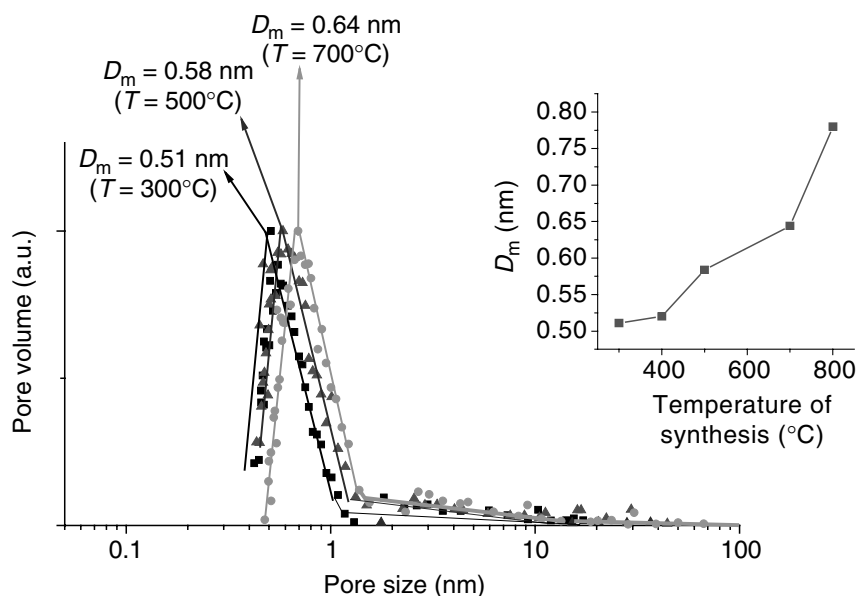 Dm = 0.64 nm
(T = 700°C)
Dm = 0.58 nm
(T = 500°C)
Dm = 0.51 nm
(T = 300°C)
Pore volume (a.u.)
0.1
1
10
100
Pore size (nm)
0.80
0.75
0.70
0.65
0.60
0.55
0.50
Dm (nm)
400
600
800
Temperature of
synthesis (°C)